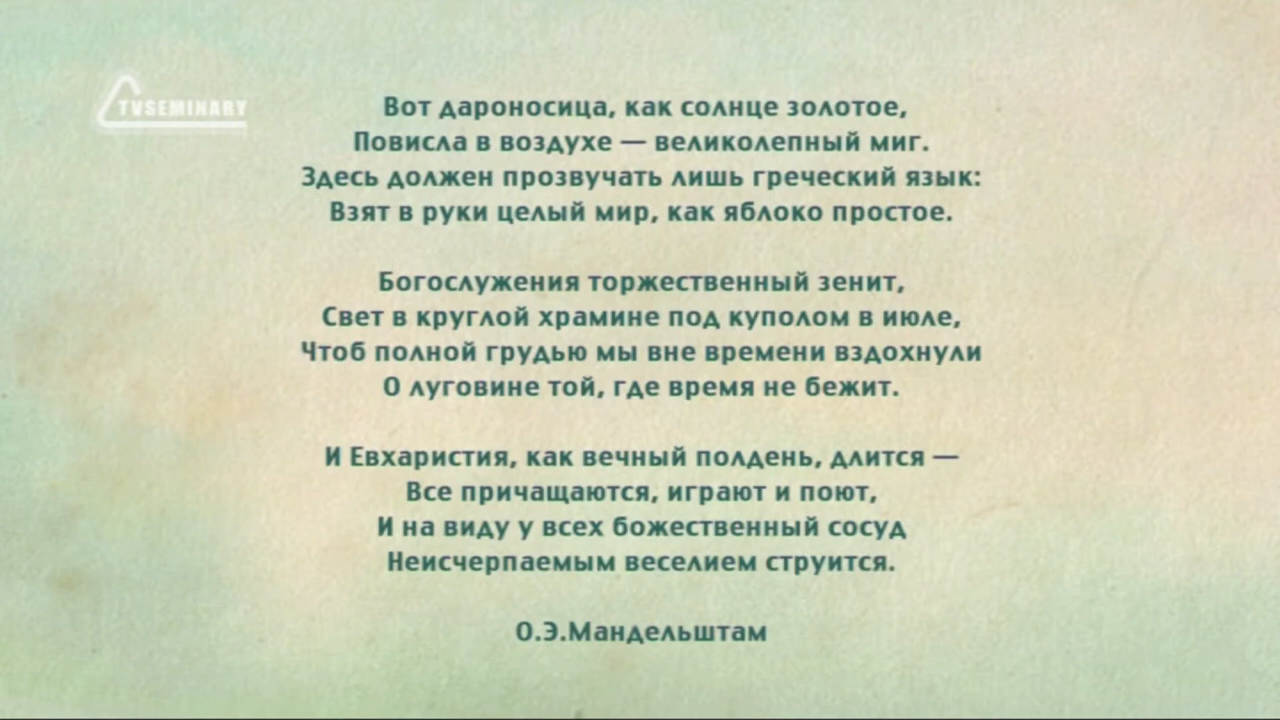 TVSEMINARY
Вот дароносица, как солнце золотое,
Повисла в воздухе — великолепный миг.
Здесь должен прозвучать лишь греческий язык:
Взят в руки целый мир, как яблоко простое.
Богослужения торжественный зенит,
Свет в круглой храмине под куполом в июле,
Чтоб полной грудью мы вне времени вздохнули
О луговине той, где время не бежит.
И Евхаристия, как вечный полдень, длится —
Все причащаются, играют и поют,
И на виду у всех божественный сосуд
Неисчерпаемым веселием струится.
О.Э.Мандельштам